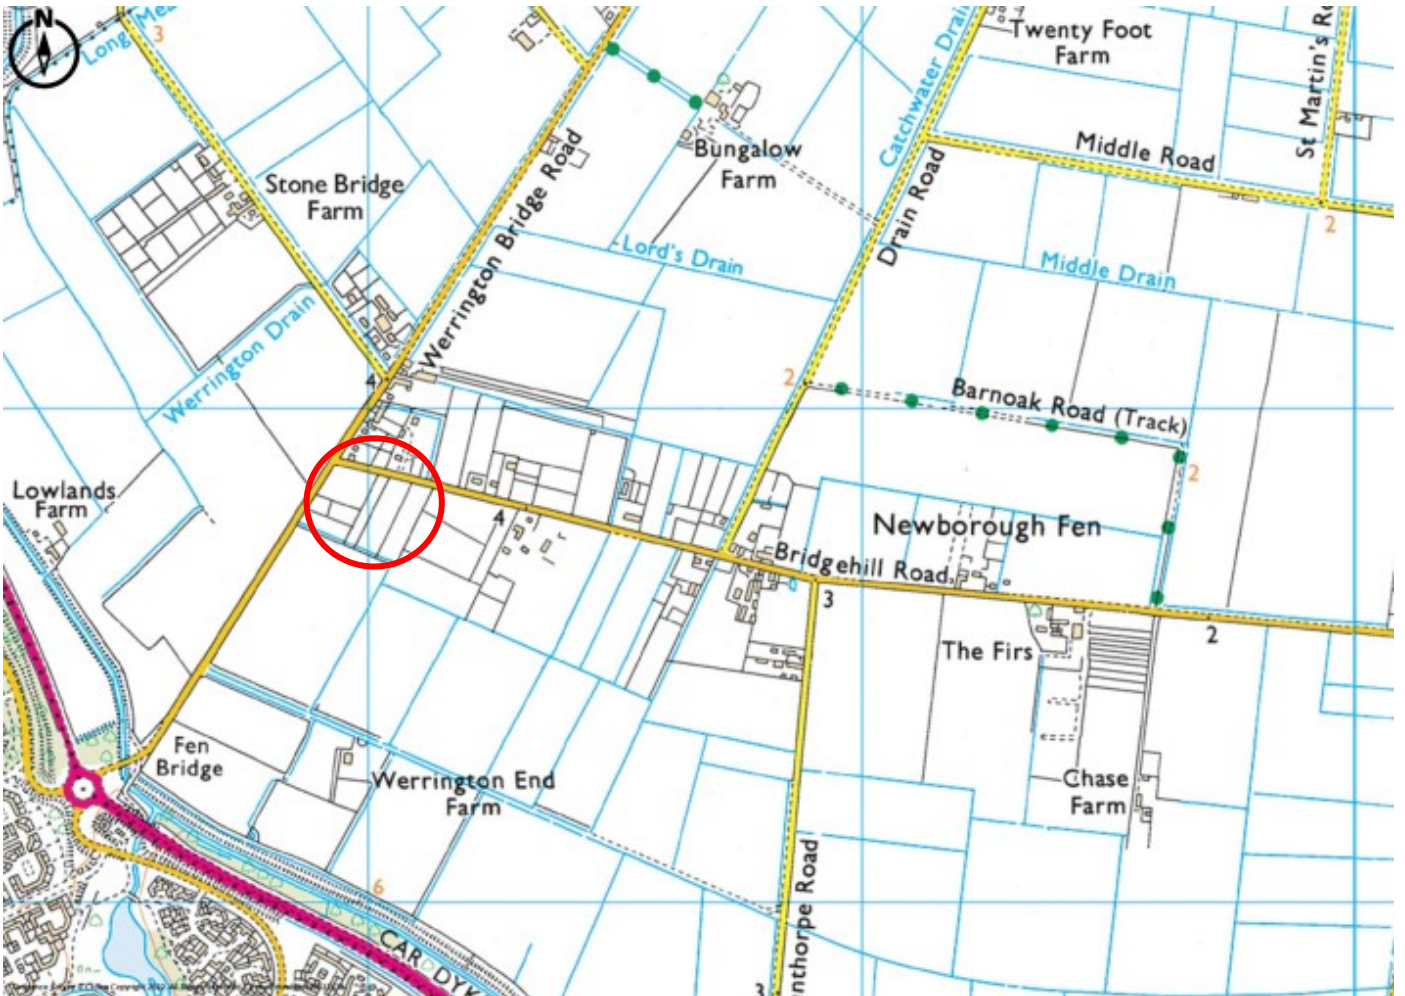 N
Long Mea
3
Catchwater Drain
Twenty Foot
Farm
St Martin's Ro
Middle Road
Bungalow
Farm
Stone Bridge
Farm
Werrington Bridge Road
Drain Road
2
Lord's Drain
Middle Drain
Werrington Drain
4
2
Barnoak Road (Track)
2
Lowlands
Farm
4
Newborough Fen
Bridgehill Road
3
2
The Firs
Fen
Bridge
Werrington End
Farm
Chase
Farm
6
nthorpe Road
CAR DYK
3